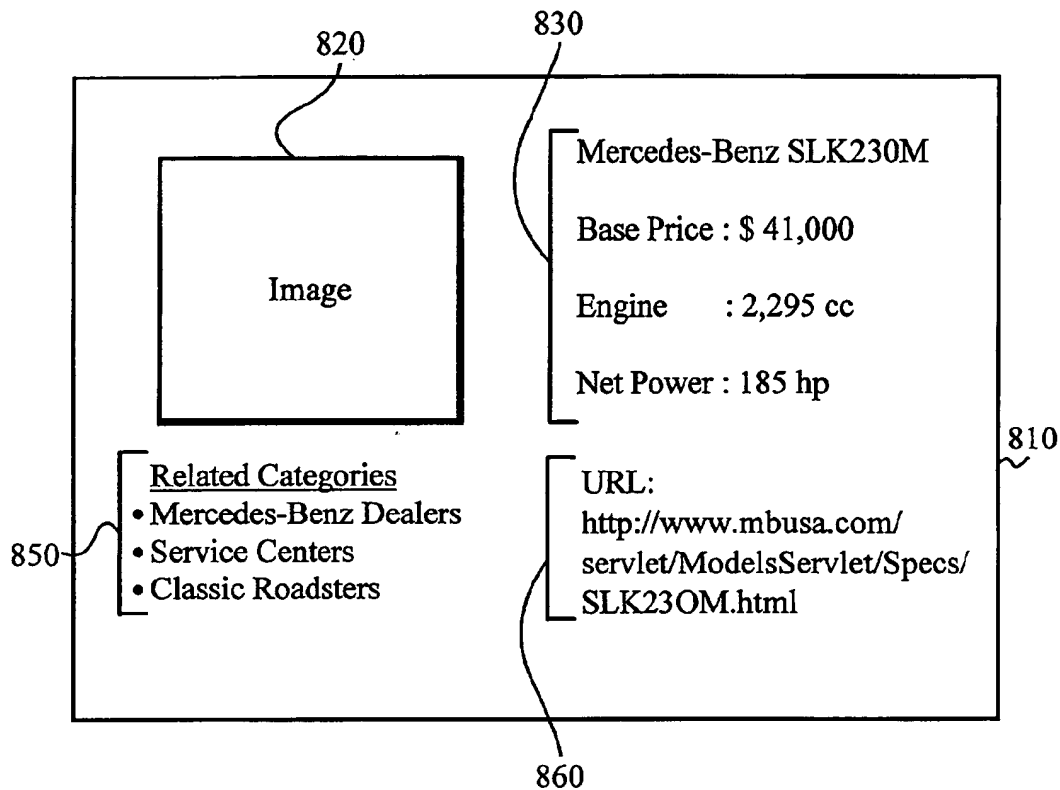 820
830
Image
Mercedes-Benz SLK230M
Base Price : $ 41,000
Engine : 2,295 cc
Net Power : 185 hp
810
850
Related Categories
• Mercedes-Benz Dealers
• Service Centers
• Classic Roadsters
URL:
http://www.mbusa.com/
servlet/ModelsServlet/Specs/
SLK23OM.html
860